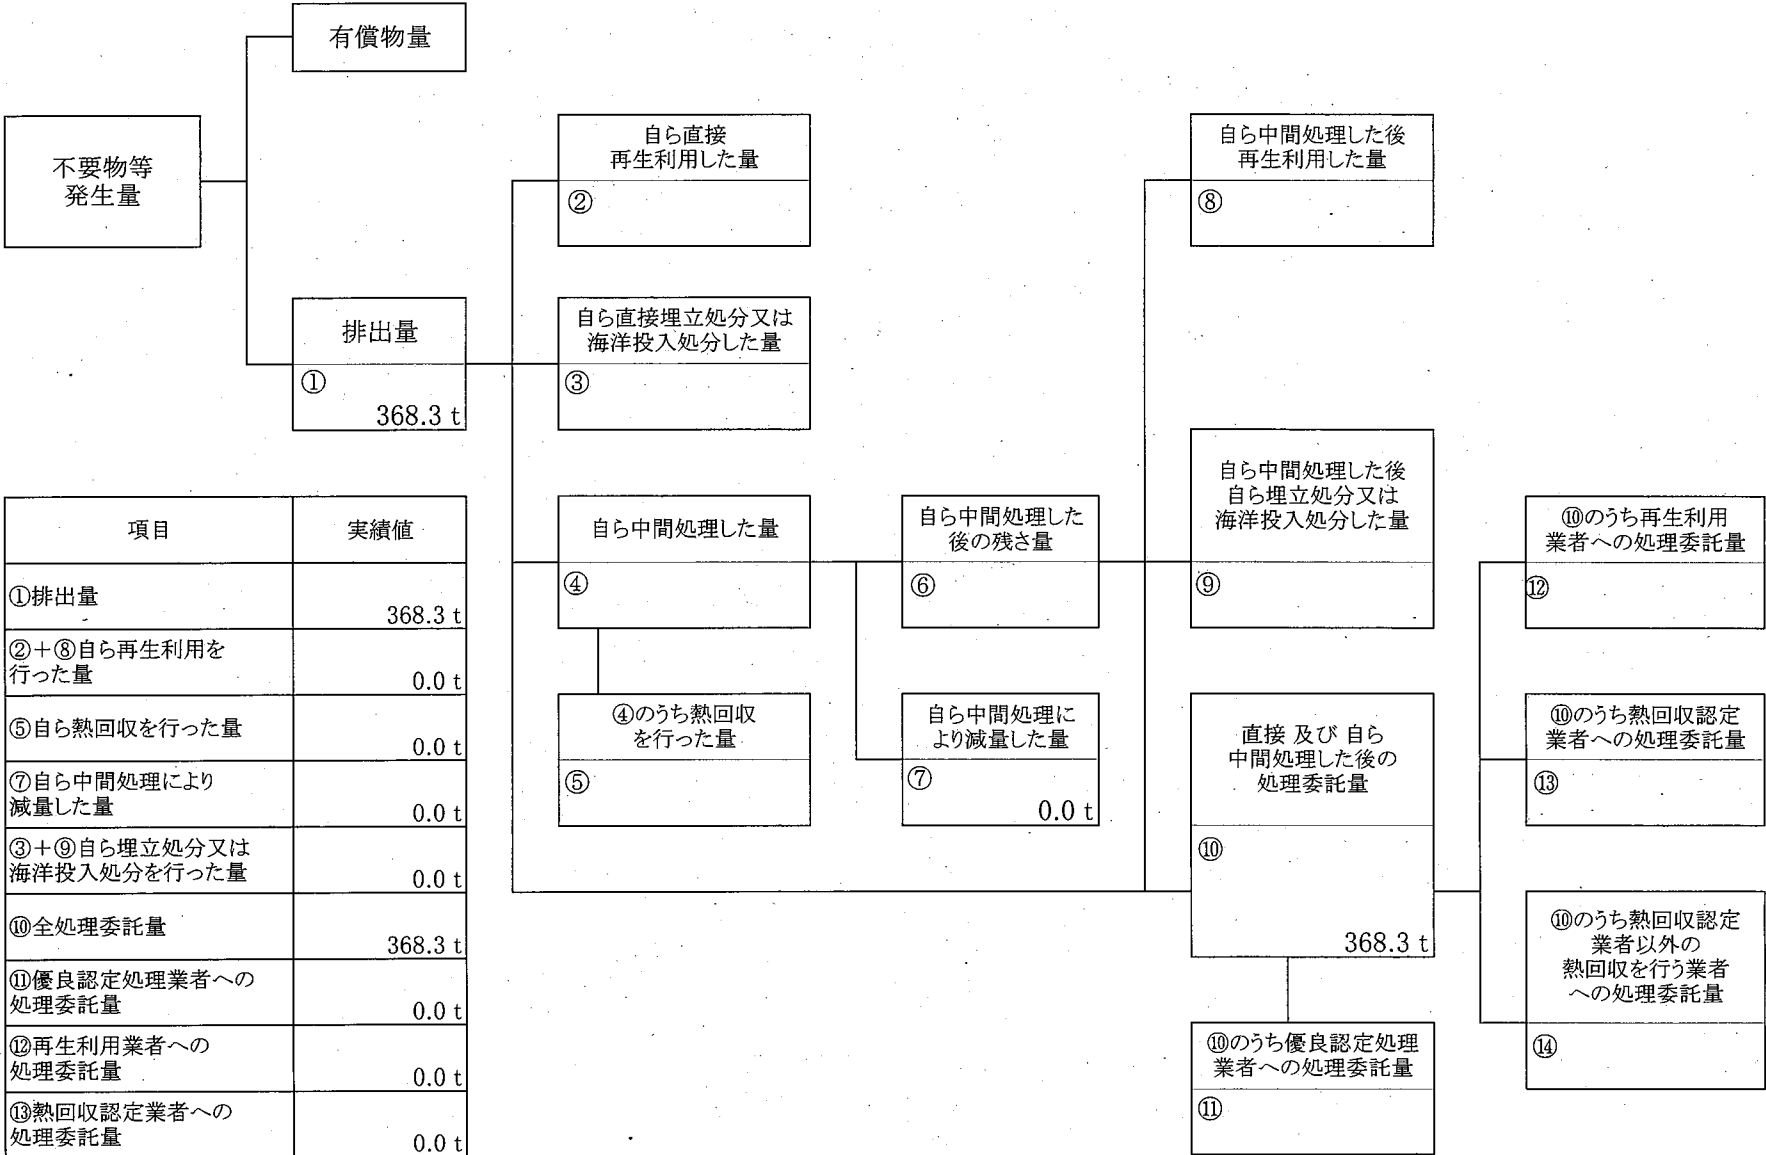 有償物量
不要物等
発生量
排出量
①
368.3 t
自ら直接
再生利用した量
②
自ら直接埋立処分又は
海洋投入処分した量
③
自ら中間処理した量
④
④のうち熱回収
を行った量
⑤
自ら中間処理した
後の残さ量
⑥
自ら中間処理に
より減量した量
⑦
0.0 t
自ら中間処理した後
再生利用した量
⑧
自ら中間処理した後
自ら埋立処分又は
海洋投入処分した量
⑨
直接 及び 自ら
中間処理した後の
処理委託量
⑩
368.3 t
⑩のうち優良認定処理
業者への処理委託量
⑪
⑩のうち再生利用
業者への処理委託量
⑫
⑩のうち熱回収認定
業者への処理委託量
⑬
⑩のうち熱回収認定
業者以外の
熱回収を行う業者
への処理委託量
⑭
項目 実績値
①排出量
368.3 t
②+⑧自ら再生利用を
行った量
0.0 t
⑤自ら熱回収を行った量
0.0 t
⑦自ら中間処理により
減量した量
0.0 t
③+⑨自ら埋立処分又は
海洋投入処分を行った量
0.0 t
⑩全処理委託量
368.3 t
⑪優良認定処理業者への
処理委託量
0.0 t
⑫再生利用業者への
処理委託量
0.0 t
⑬熱回収認定業者への
処理委託量
0.0 t